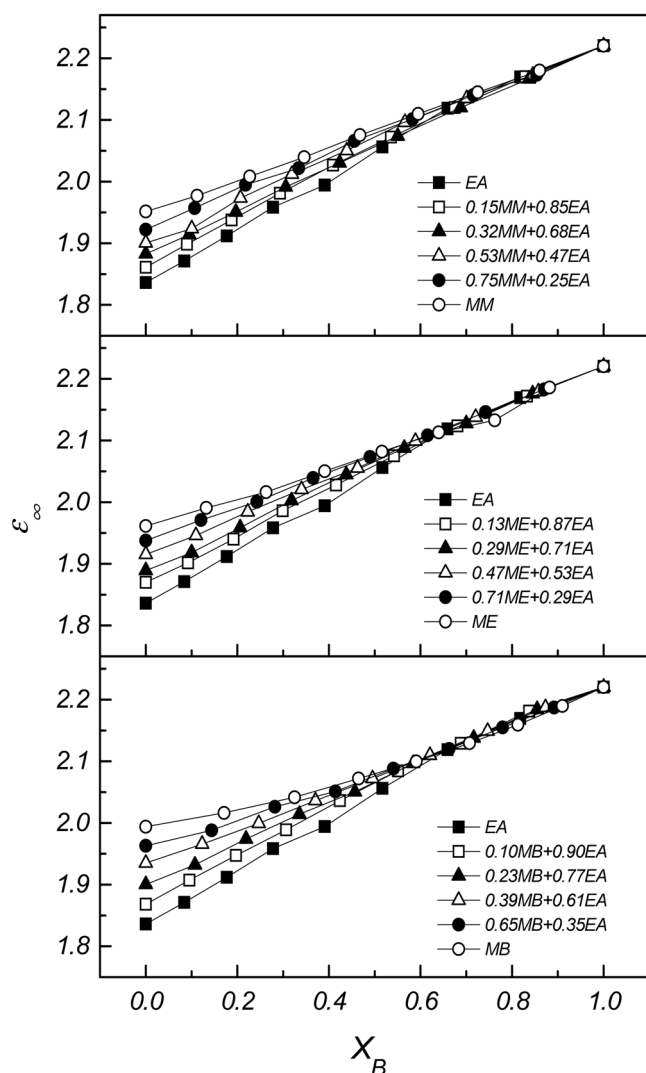 2.2
2.1
2.0
1.9
1.8
EA
0.15MM+0.85EA
0.32MM+0.68EA
0.53MM+0.47EA
0.75MM+0.25EA
MM
2.2
2.1
2.0
1.9
1.8
ε∞
EA
0.13ME+0.87EA
0.29ME+0.71EA
0.47ME+0.53EA
0.71ME+0.29EA
ME
2.2
2.1
2.0
1.9
1.8
EA
0.10MB+0.90EA
0.23MB+0.77EA
0.39MB+0.61EA
0.65MB+0.35EA
MB
0.0 0.2 0.4 0.6 0.8 1.0
X_B